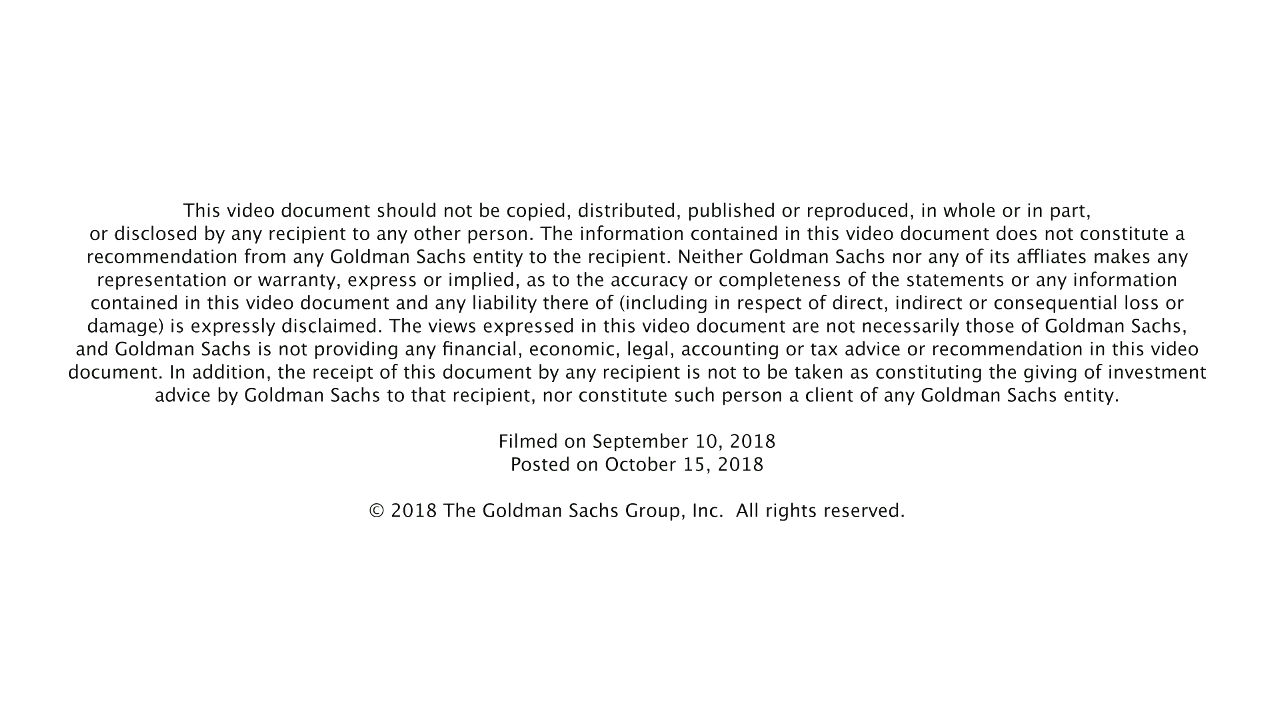 This video document should not be copied, distributed, published or reproduced, in whole or in part,
or disclosed by any recipient to any other person. The information contained in this video document does not constitute a
recommendation from any Goldman Sachs entity to the recipient. Neither Goldman Sachs nor any of its affliates makes any
representation or warranty, express or implied, as to the accuracy or completeness of the statements or any information
contained in this video document and any liability there of (including in respect of direct, indirect or consequential loss or
damage) is expressly disclaimed. The views expressed in this video document are not necessarily those of Goldman Sachs,
and Goldman Sachs is not providing any financial, economic, legal, accounting or tax advice or recommendation in this video
document. In addition, the receipt of this document by any recipient is not to be taken as constituting the giving of investment
advice by Goldman Sachs to that recipient, nor constitute such person a client of any Goldman Sachs entity.
Filmed on September 10, 2018
Posted on October 15, 2018
© 2018 The Goldman Sachs Group, Inc.  All rights reserved.